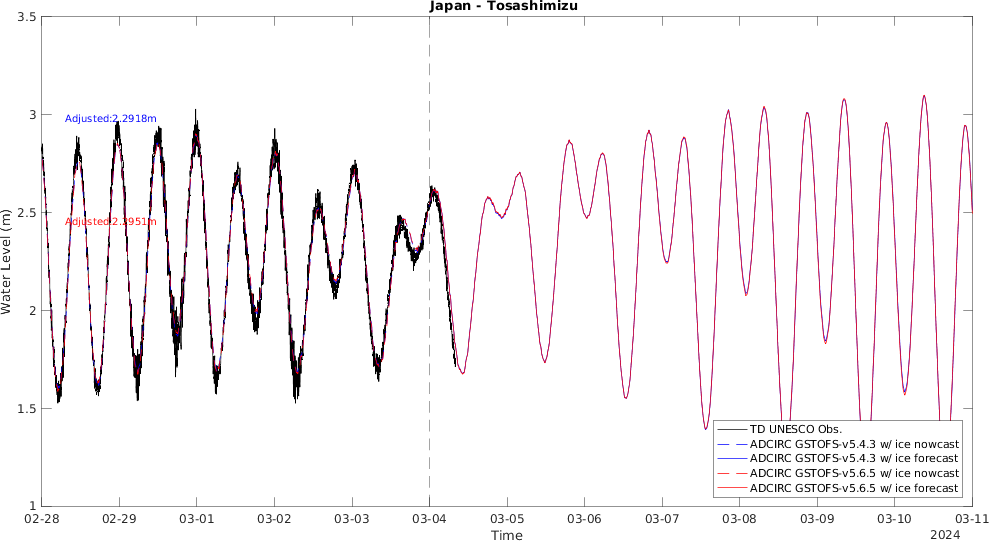 Japan - Tosashimizu
3.5
3
2.5
2
1.5
1
Water Level (m)
Adjusted:2.2918m
Adjusted:2.2951m
TD UNESCO Obs.
ADCIRC GSTOFS-v5.4.3 w/ ice nowcast
ADCIRC GSTOFS-v5.4.3 w/ ice forecast
ADCIRC GSTOFS-v5.6.5 w/ ice nowcast
ADCIRC GSTOFS-v5.6.5 w/ ice forecast
02-28 02-29 03-01 03-02 03-03 03-04 03-05 03-06 03-07 03-08 03-09 03-10 03-11
Time
2024